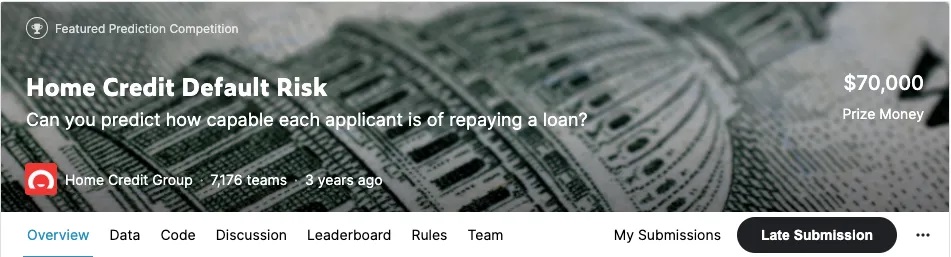 Featured Prediction Competition
Home Credit Default Risk
$70,000
Can you predict how capable each applicant is of repaying a loan?
Prize Money
Home Credit Group · 7,176 teams · 3 years ago
Overview Data Code Discussion Leaderboard Rules Team My Submissions Late Submission ···